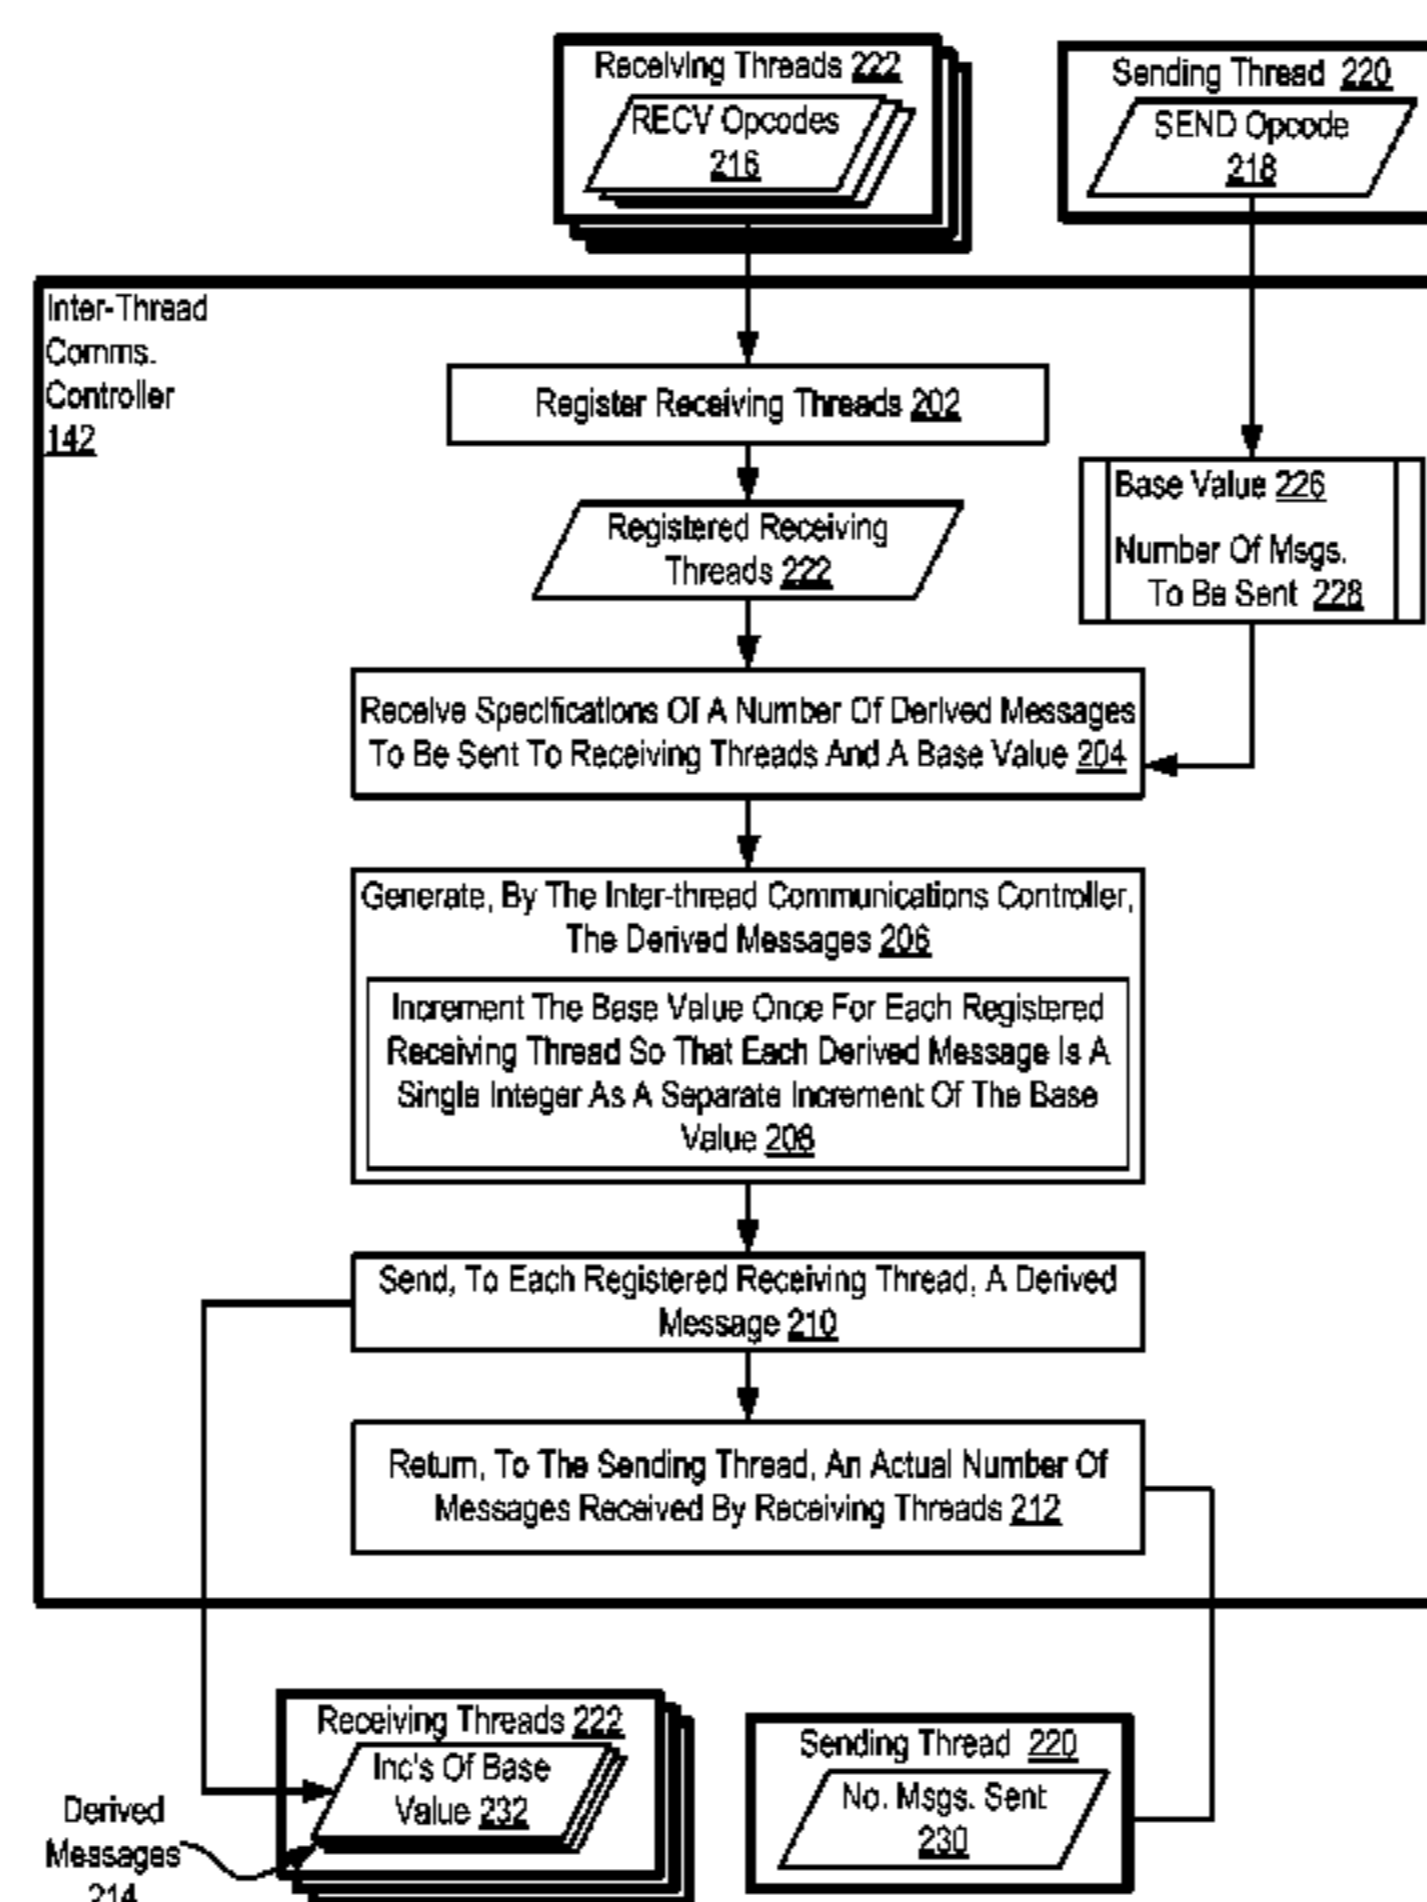 Receiving Threads 222
RECV Opcodes
216
Sending Thread 220
SEND Opcode
218
Inter-Thread
Comms.
Controller
142
Register Receiving Threads 202
Registered Receiving
Threads 222
Base Value 226
Number Of Msgs.
To Be Sent 228
Receive Specifications Of A Number Of Derived Messages
To Be Sent To Receiving Threads And A Base Value 204
Generate, By The Inter-thread Communications Controller,
The Derived Messages 206
Increment The Base Value Once For Each Registered
Receiving Thread So That Each Derived Message Is A
Single Integer As A Separate Increment Of The Base
Value 208
Send, To Each Registered Receiving Thread, A Derived
Message 210
Return, To The Sending Thread, An Actual Number Of
Messages Received By Receiving Threads 212
Receiving Threads 222
Inc's Of Base
Value 232
Derived
Messages
214
Sending Thread 220
No. Msgs. Sent
230